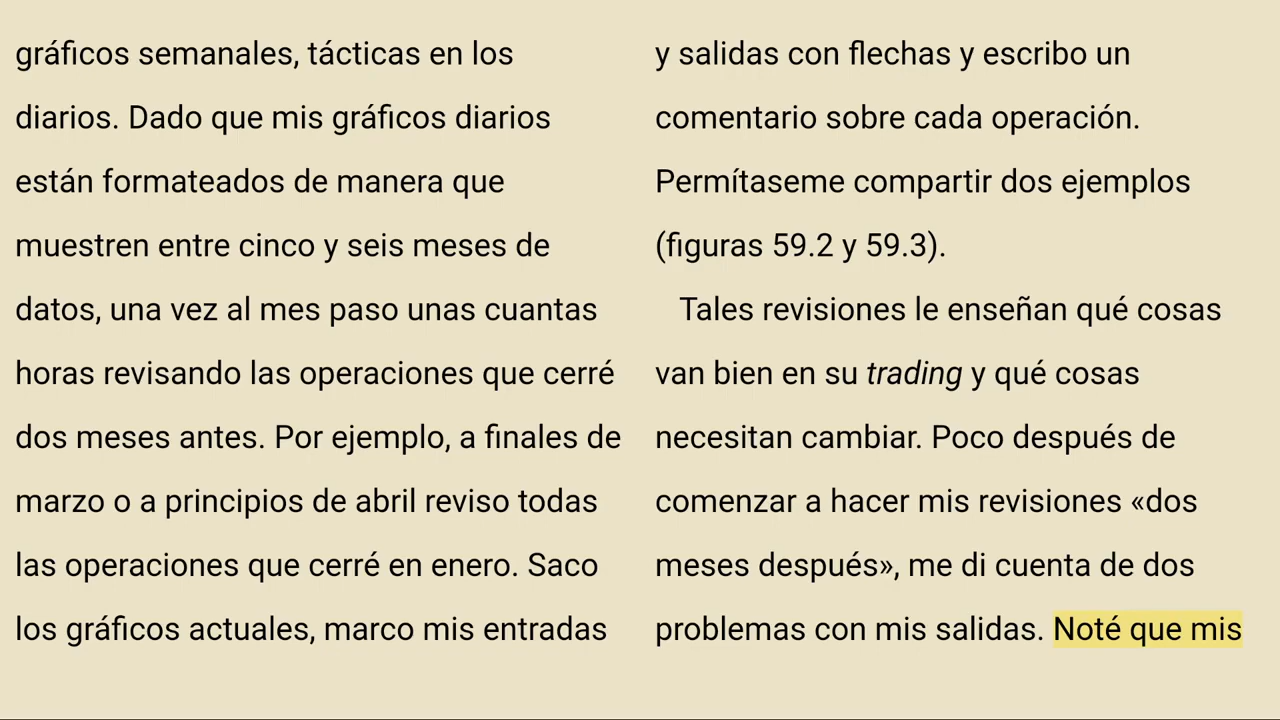 gráficos semanales, tácticas en los
diarios. Dado que mis gráficos diarios
están formateados de manera que
muestren entre cinco y seis meses de
datos, una vez al mes paso unas cuantas
horas revisando las operaciones que cerré
dos meses antes. Por ejemplo, a finales de
marzo o a principios de abril reviso todas
las operaciones que cerré en enero. Saco
los gráficos actuales, marco mis entradas
y salidas con flechas y escribo un
comentario sobre cada operación.
Permítaseme compartir dos ejemplos
(figuras 59.2 y 59.3).
Tales revisiones le enseñan qué cosas
van bien en su trading y qué cosas
necesitan cambiar. Poco después de
comenzar a hacer mis revisiones «dos
meses después», me di cuenta de dos
problemas con mis salidas. Noté que mis